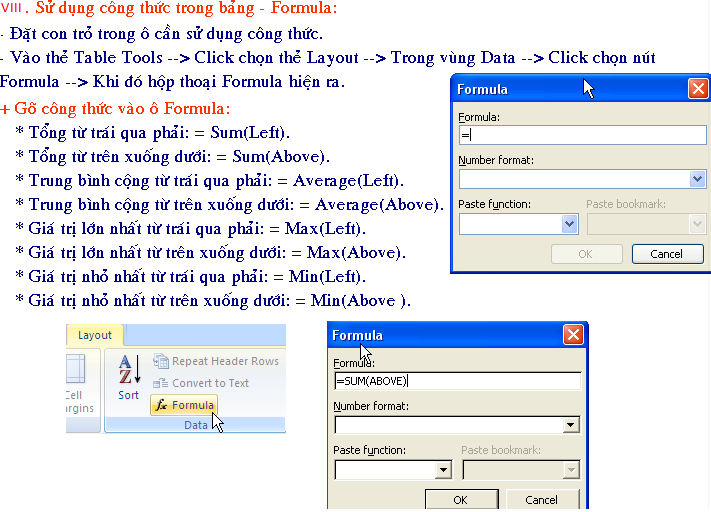 VIII. Sử dụng công thức trong bảng - Formula:
- Đặt con trỏ trong ô cần sử dụng công thức.
- Vào thẻ Table Tools --> Click chọn thẻ Layout --> Trong vùng Data --> Click chọn nút
Formula --> Khi đó hộp thoại Formula hiện ra.
+ Gõ công thức vào ô Formula:
* Tổng từ trái qua phải: = Sum(Left).
* Tổng từ trên xuống dưới: = Sum(Above).
* Trung bình cộng từ trái qua phải: = Average(Left).
* Trung bình cộng từ trên xuống dưới: = Average(Above).
* Giá trị lớn nhất từ trái qua phải: = Max(Left).
* Giá trị lớn nhất từ trên xuống dưới: = Max(Above).
* Giá trị nhỏ nhất từ trái qua phải: = Min(Left).
* Giá trị nhỏ nhất từ trên xuống dưới: = Min(Above ).
Formula
Formula:
=
Number format:
Paste function: Paste bookmark:
OK Cancel
Layout
Repeat Header Rows
Convert to Text
Cell
Margins
Sort
Formula
Data
Formula
Formula:
=SUM(ABOVE)
Number format:
Paste function: Paste bookmark:
OK Cancel